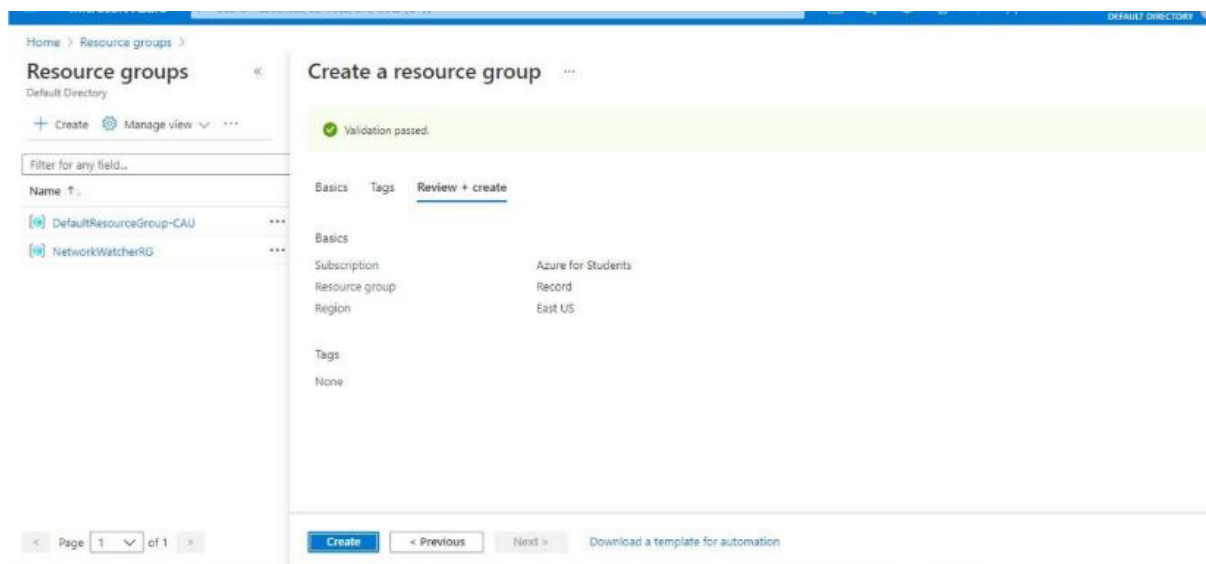 DEFAULT DIRECTORY
Home > Resource groups >
Resource groups «
Default Directory
+ Create Manage view ...
Filter for any field...
Name ↑↓
DefaultResourceGroup-CAU ...
NetworkWatcherRG ...
< Page 1 of 1 >
Create a resource group ...
Validation passed.
Basics Tags Review + create
Basics
Subscription Azure for Students
Resource group Record
Region East US
Tags
None
Create < Previous Next > Download a template for automation